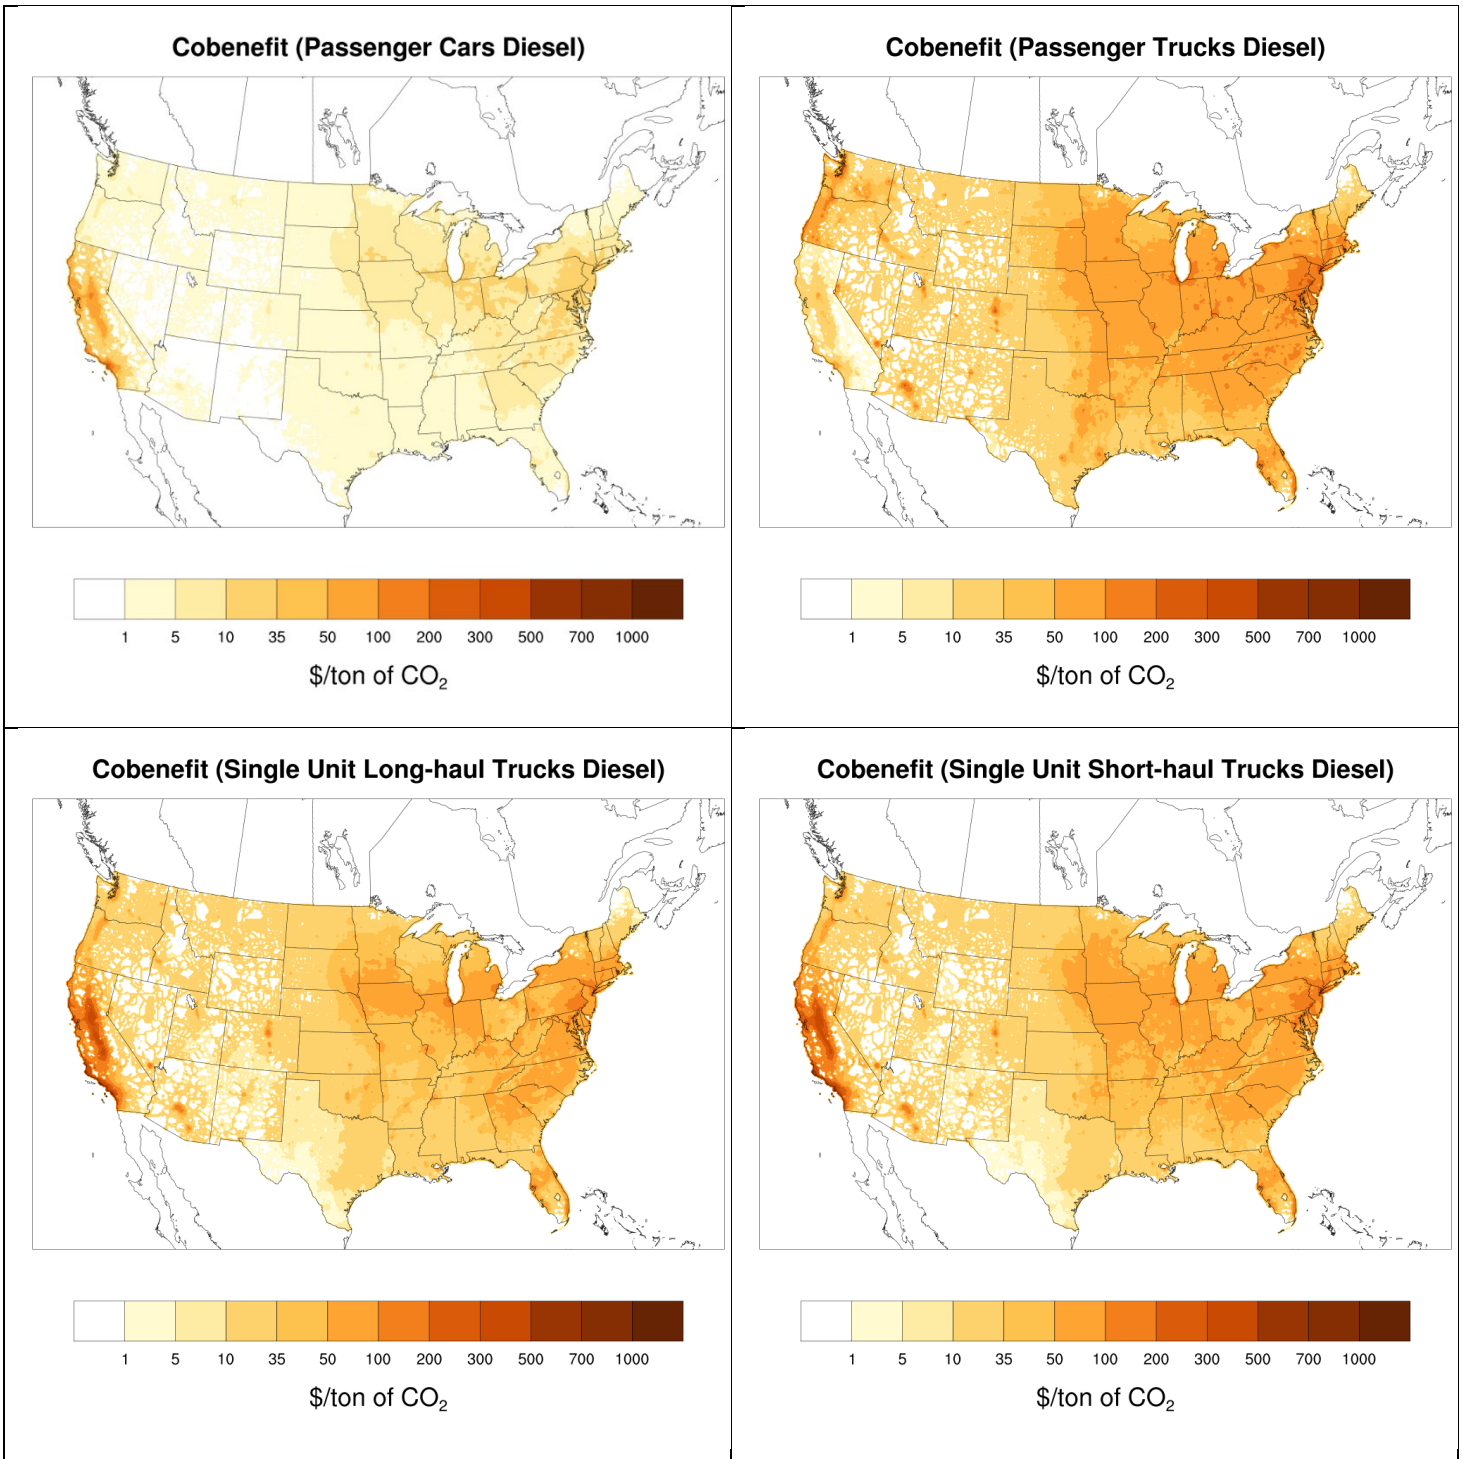 Cobenefit (Passenger Cars Diesel)
1 5 10 35 50 100 200 300 500 700 1000
$/ton of CO₂
Cobenefit (Passenger Trucks Diesel)
1 5 10 35 50 100 200 300 500 700 1000
$/ton of CO₂
Cobenefit (Single Unit Long-haul Trucks Diesel)
1 5 10 35 50 100 200 300 500 700 1000
$/ton of CO₂
Cobenefit (Single Unit Short-haul Trucks Diesel)
1 5 10 35 50 100 200 300 500 700 1000
$/ton of CO₂